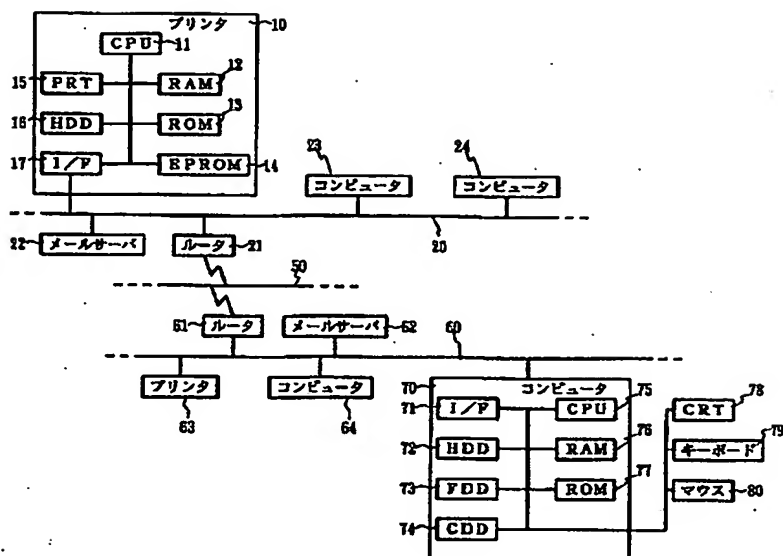 プリンタ 10
CPU 11
15 PRT RAM 12
16 HDD ROM 13
17 I/F EPROM 14
23 コンピュータ 24 コンピュータ
20
22 メールサーバ ルータ 21
50
61 ルータ メールサーバ 62 60
プリンタ 63 コンピュータ 64
70 コンピュータ
71 I/F CPU 75 CRT 78
72 HDD RAM 76 キーボード 79
73 FDD ROM 77 マウス 80
74 CDD